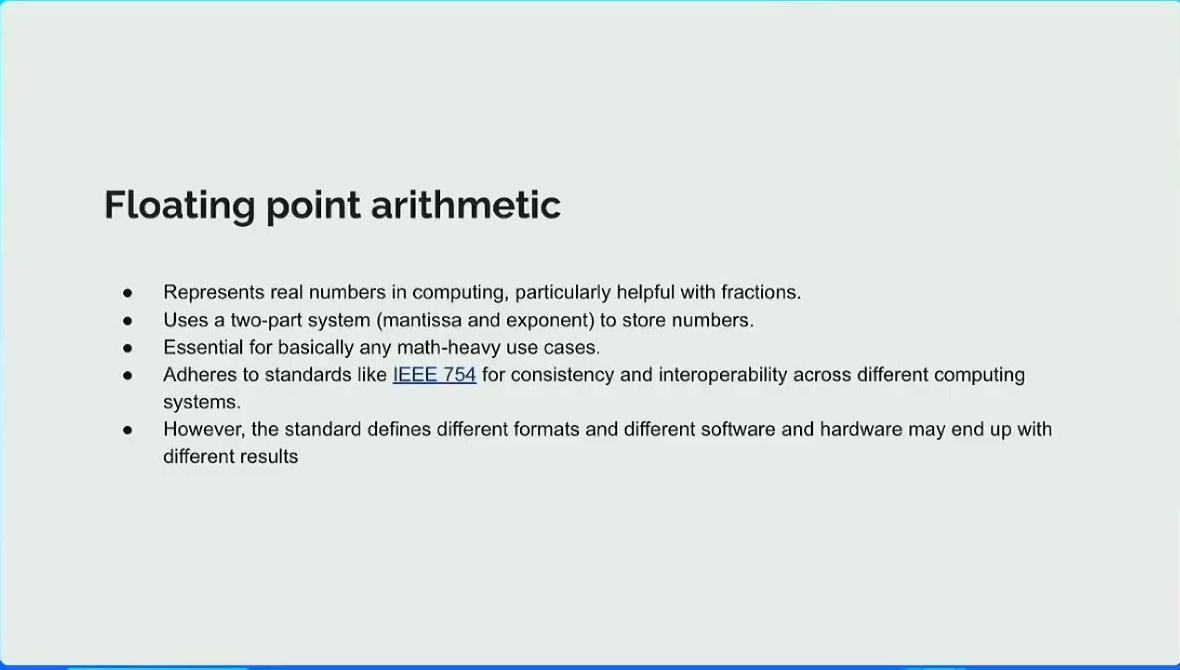 Floating point arithmetic
● Represents real numbers in computing, particularly helpful with fractions.
● Uses a two-part system (mantissa and exponent) to store numbers.
● Essential for basically any math-heavy use cases.
● Adheres to standards like IEEE 754 for consistency and interoperability across different computing
systems.
● However, the standard defines different formats and different software and hardware may end up with
different results